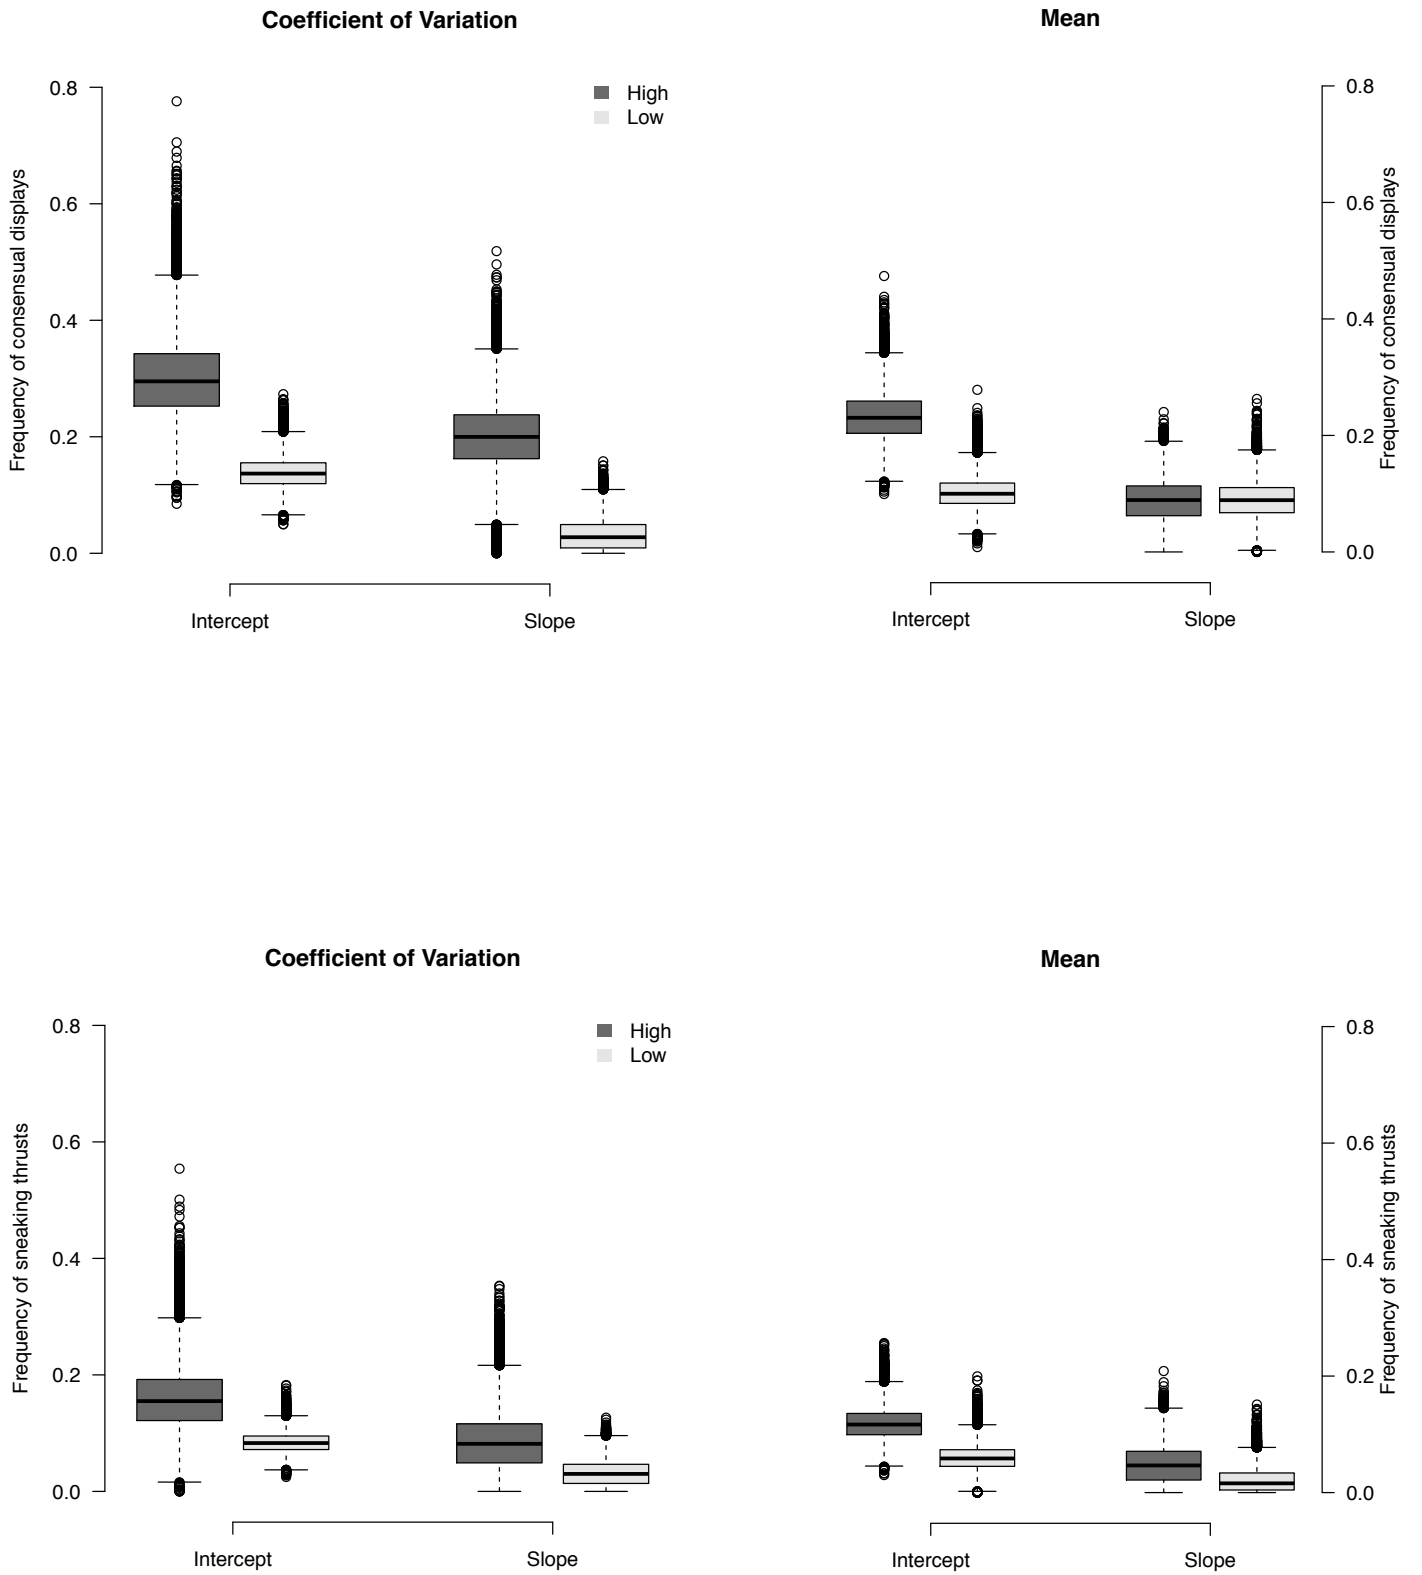 Coefficient of Variation
Mean
High
Low
Frequency of consensual displays
0.8
0.6
0.4
0.2
0.0
Intercept
Slope
0.8
0.6
0.4
0.2
0.0
Frequency of consensual displays
Intercept
Slope
Coefficient of Variation
Mean
High
Low
Frequency of sneaking thrusts
0.8
0.6
0.4
0.2
0.0
Intercept
Slope
0.8
0.6
0.4
0.2
0.0
Frequency of sneaking thrusts
Intercept
Slope